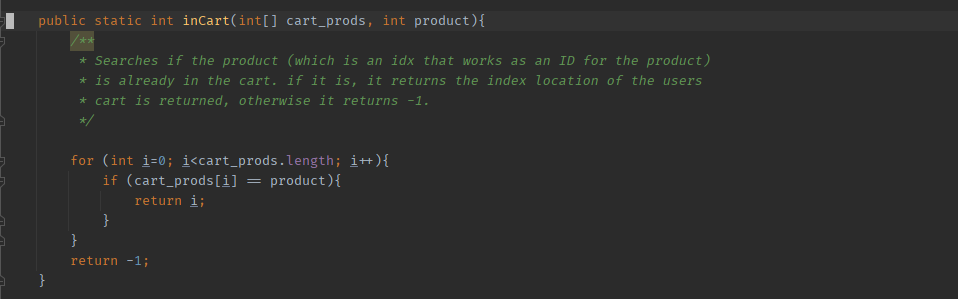 public static int inCart(int[] cart_prods, int product){
/**
* Searches if the product (which is an idx that works as an ID for the product)
* is already in the cart. if it is, it returns the index location of the users
* cart is returned, otherwise it returns -1.
*/
for (int i=0; i<cart_prods.length; i++){
if (cart_prods[i] == product){
return i;
}
}
return -1;
}